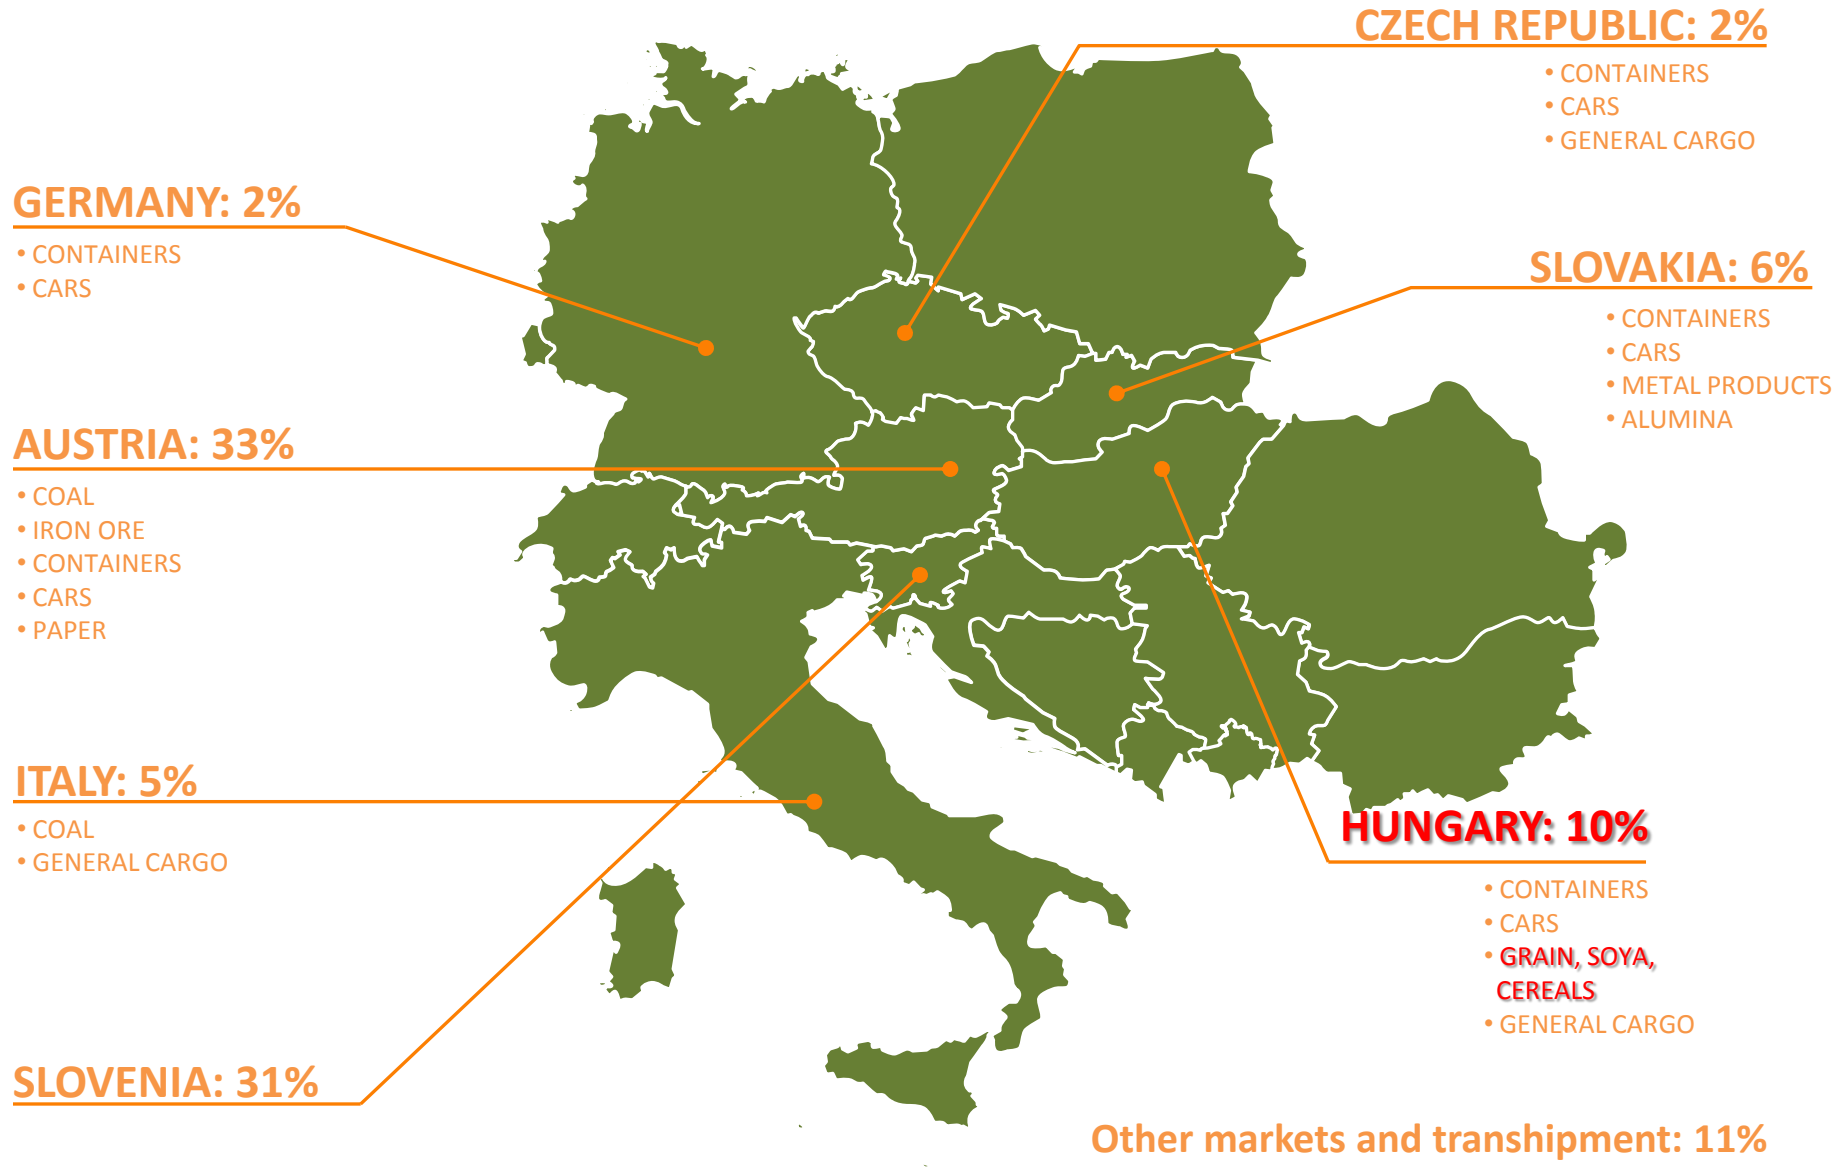 CZECH REPUBLIC: 2%
• CONTAINERS
• CARS
• GENERAL CARGO
GERMANY: 2%
• CONTAINERS
• CARS
SLOVAKIA: 6%
• CONTAINERS
• CARS
• METAL PRODUCTS
• ALUMINA
AUSTRIA: 33%
• COAL
• IRON ORE
• CONTAINERS
• CARS
• PAPER
ITALY: 5%
• COAL
• GENERAL CARGO
HUNGARY: 10%
• CONTAINERS
• CARS
• GRAIN, SOYA,
CEREALS
• GENERAL CARGO
SLOVENIA: 31%
Other markets and transhipment: 11%